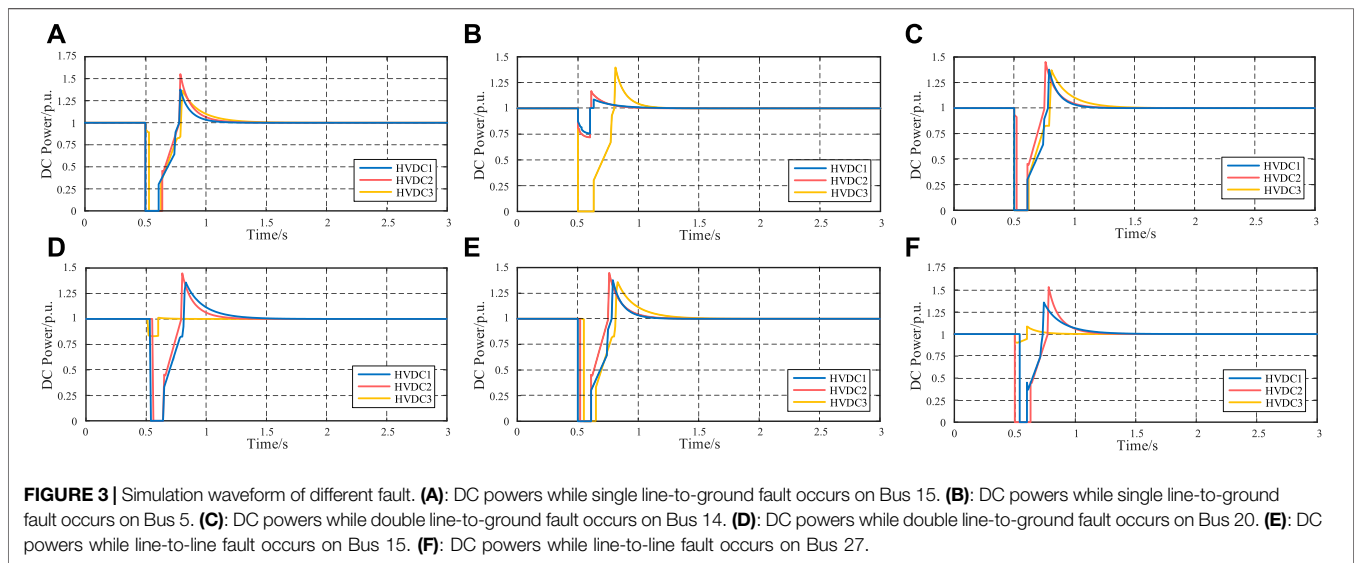 A
1.75
1.5
1.25
1
0.75
0.5
0.25
0
DC Power/p.u.
HVDC1
HVDC2
HVDC3
0 0.5 1 1.5 2 2.5 3
Time/s
B
1.5
1.25
1
0.75
0.5
0.25
0
DC Power/p.u.
HVDC1
HVDC2
HVDC3
0 0.5 1 1.5 2 2.5 3
Time/s
C
1.5
1.25
1
0.75
0.5
0.25
0
DC Power/p.u.
HVDC1
HVDC2
HVDC3
0 0.5 1 1.5 2 2.5 3
Time/s
D
1.5
1.25
1
0.75
0.5
0.25
0
DC Power/p.u.
HVDC1
HVDC2
HVDC3
0 0.5 1 1.5 2 2.5 3
Time/s
E
1.5
1.25
1
0.75
0.5
0.25
0
DC Power/p.u.
HVDC1
HVDC2
HVDC3
0 0.5 1 1.5 2 2.5 3
Time/s
F
1.75
1.5
1.25
1
0.75
0.5
0.25
0
DC Power/p.u.
HVDC1
HVDC2
HVDC3
0 0.5 1 1.5 2 2.5 3
Time/s
FIGURE 3 | Simulation waveform of different fault. (A): DC powers while single line-to-ground fault occurs on Bus 15. (B): DC powers while single line-to-ground
fault occurs on Bus 5. (C): DC powers while double line-to-ground fault occurs on Bus 14. (D): DC powers while double line-to-ground fault occurs on Bus 20. (E): DC
powers while line-to-line fault occurs on Bus 15. (F): DC powers while line-to-line fault occurs on Bus 27.